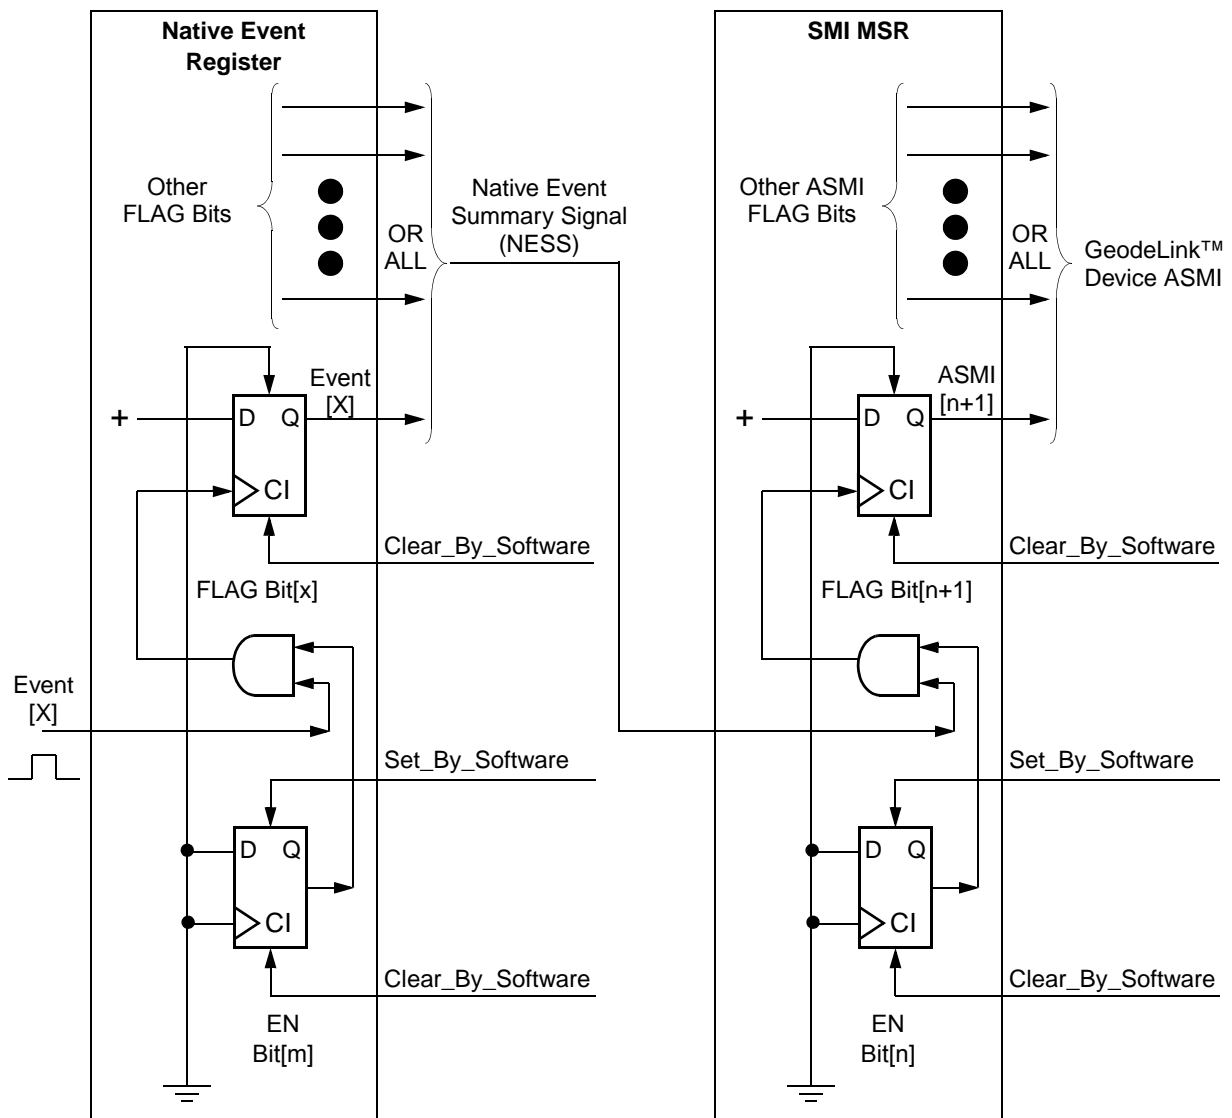 Native Event
Register
Other
FLAG Bits
OR
ALL
Native Event
Summary Signal
(NESS)
Event
[X]
+
D Q
CI
Clear_By_Software
FLAG Bit[x]
Event
[X]
Set_By_Software
D Q
CI
Clear_By_Software
EN
Bit[m]
SMI MSR
Other ASMI
FLAG Bits
OR
ALL
GeodeLink™
Device ASMI
ASMI
[n+1]
+
D Q
CI
Clear_By_Software
FLAG Bit[n+1]
Set_By_Software
D Q
CI
Clear_By_Software
EN
Bit[n]